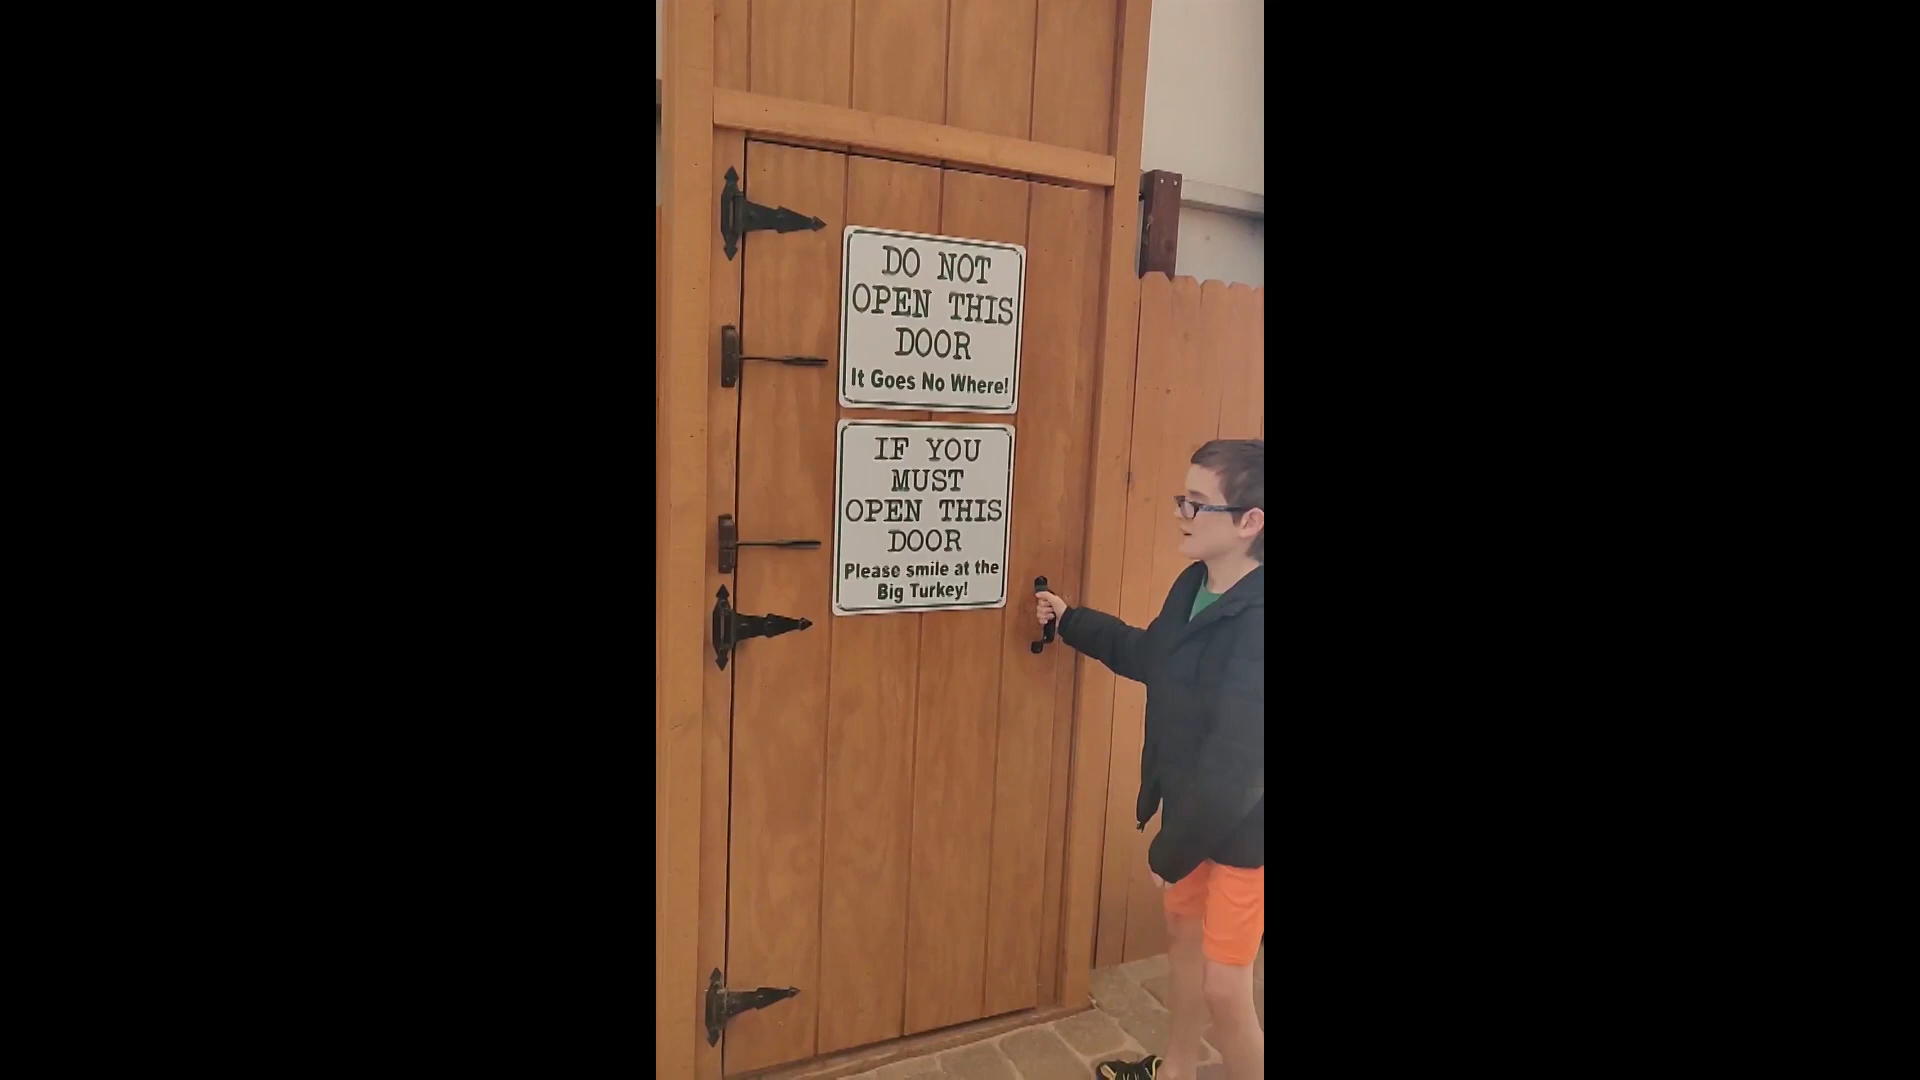 DO NOT
OPEN THIS
DOOR
It Goes No Where!
IF YOU
MUST
OPEN THIS
DOOR
Please smile at the
Big Turkey!